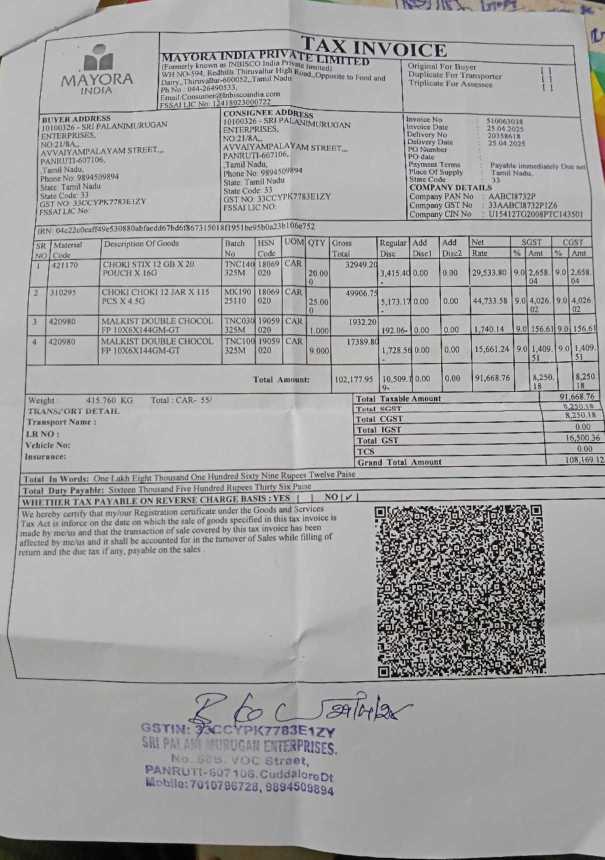 TAX INVOICE
MAYORA
INDIA
MAYORA INDIA PRIVATE LIMITED
(Formerly known as INBISCO India Private limited)
WH NO-594, Redhills Thiruvallur High Road,,Opposite to Food and
Dairy,,Thiruvallur-600052,,Tamil Nadu
Ph No : 044-26490533,
Email:Consumer@Inbiscoindia.com
FSSAI LIC No: 12418023000722
Original For Buyer [ ]
Duplicate For Transporter [ ]
Triplicate For Assessee [ ]
BUYER ADDRESS
10100326 - SRI PALANIMURUGAN
ENTERPRISES,
NO:21/8A,,
AVVAIYAMPALAYAM STREET,,,
PANRUTI-607106,
,Tamil Nadu,
Phone No: 9894509894
State: Tamil Nadu
State Code: 33
GST NO: 33CCYPK7783E1ZY
FSSAI LIC No:
CONSIGNEE ADDRESS
10100326 - SRI PALANIMURUGAN
ENTERPRISES,
NO:21/8A,,
AVVAIYAMPALAYAM STREET,,,
PANRUTI-607106,
,Tamil Nadu,
Phone No: 9894509894
State: Tamil Nadu
State Code: 33
GST NO: 33CCYPK7783E1ZY
FSSAI LIC NO:
Invoice No : 510063018
Invoice Date : 25.04.2025
Delivery No : 20358618
Delivery Date : 25.04.2025
PO Number :
PO date :
Payment Terms : Payable immediately Due net
Place Of Supply : Tamil Nadu,
State Code : 33
COMPANY DETAILS
Company PAN No : AABCI8732P
Company GST No : 33AABCI8732P1Z6
Company CIN No : U15412TG2008PTC143501
SR NO Material Code Description Of Goods Batch No HSN Code UOM QTY Gross Total Regular Disc Add Disc1 Add Disc2 Net Rate SGST % Amt CGST % Amt
1 421170 CHOKI STIX 12 GB X 20 POUCH X 16G TNC140 325M 18069 020 CAR 20.000 32949.20 3,415.40- 0.00 0.00 29,533.80 9.0 2,658.04 9.0 2,658.04
2 310295 CHOKI CHOKI 12 JAR X 115 PCS X 4.5G MK190 25110 18069 020 CAR 25.000 49906.75 5,173.17- 0.00 0.00 44,733.58 9.0 4,026.02 9.0 4,026.02
3 420980 MALKIST DOUBLE CHOCOL FP 10X6X144GM-GT TNC030 325M 19059 020 CAR 1.000 1932.20 192.06- 0.00 0.00 1,740.14 9.0 156.61 9.0 156.61
4 420980 MALKIST DOUBLE CHOCOL FP 10X6X144GM-GT TNC100 325M 19059 020 CAR 9.000 17389.80 1,728.56- 0.00 0.00 15,661.24 9.0 1,409.51 9.0 1,409.51
Total Amount: 102,177.95 10,509.19- 0.00 0.00 91,668.76 8,250.18 8,250.18
Weight : 415.760 KG Total : CAR- 55/
TRANSPORT DETAIL
Transport Name :
LR NO :
Vehicle No:
Insurance:
Total Taxable Amount 91,668.76
Total SGST 8,250.18
Total CGST 8,250.18
Total IGST 0.00
Total GST 16,500.36
TCS 0.00
Grand Total Amount 108,169.12
Total In Words: One Lakh Eight Thousand One Hundred Sixty Nine Rupees Twelve Paise
Total Duty Payable: Sixteen Thousand Five Hundred Rupees Thirty Six Paise
WHETHER TAX PAYABLE ON REVERSE CHARGE BASIS : YES [ ] NO [✓]
We hereby certify that my/our Registration certificate under the Goods and Services
Tax Act is inforce on the date on which the sale of goods specified in this tax invoice is
made by me/us and that the transaction of sale covered by this tax invoice has been
affected by me/us and it shall be accounted for in the turnover of Sales while filling of
return and the due tax if any, payable on the sales .
GSTIN: 33CCYPK7783E1ZY
SRI PALANI MURUGAN ENTERPRISES.
VOC Street,
PANRUTI-607106. Cuddalore Dt
Mobile: 7010796728, 9894509894